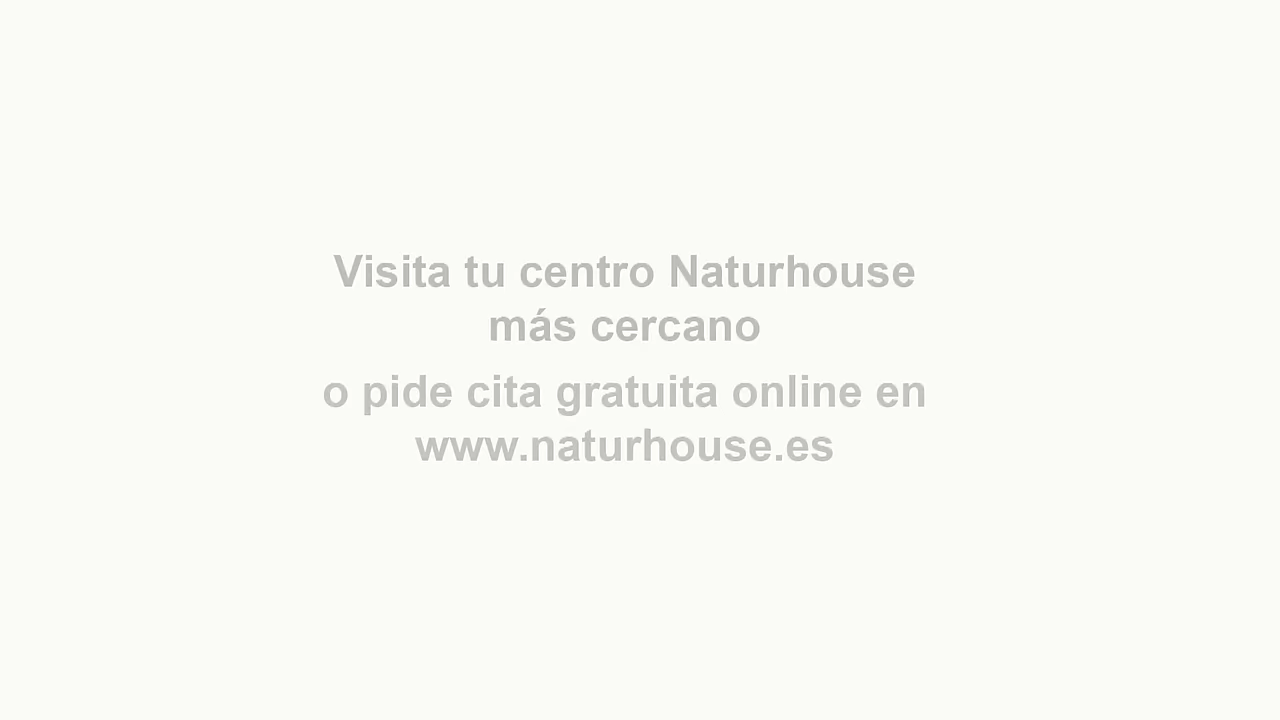 Visita tu centro Naturhouse
más cercano
o pide cita gratuita online en
www.naturhouse.es